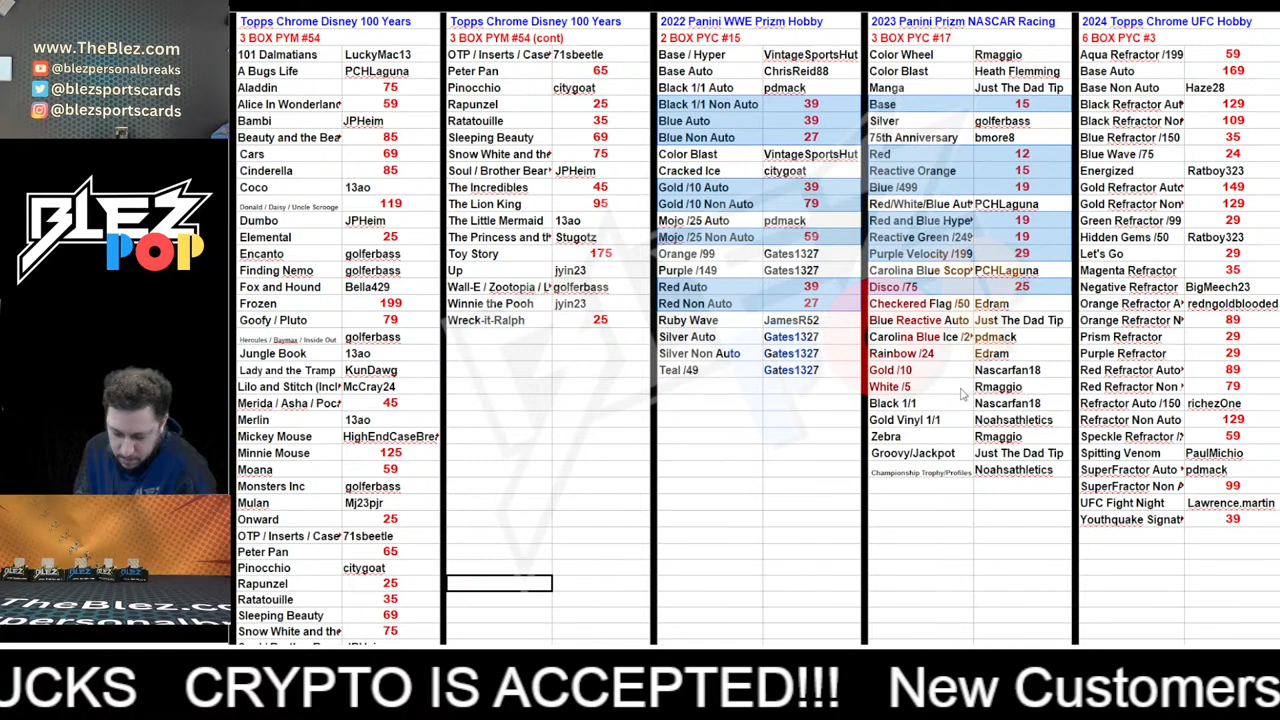 www.TheBlez.com
@blezpersonalbreaks
@blezsportscards
@blezsportscards
BLEZ
POP
TheBlez.co
Topps Chrome Disney 100 Years
3 BOX PYM #54
101 Dalmatians LuckyMac13
A Bugs Life PCHLaguna
Aladdin 75
Alice In Wonderlan 59
Bambi JPHeim
Beauty and the Bea 85
Cars 69
Cinderella 85
Coco 13ao
Donald / Daisy / Uncle Scrooge 119
Dumbo JPHeim
Elemental 25
Encanto golferbass
Finding Nemo golferbass
Fox and Hound Bella429
Frozen 199
Goofy / Pluto 79
Hercules / Baymax / Inside Out golferbass
Jungle Book 13ao
Lady and the Tramp KunDawg
Lilo and Stitch (Incl McCray24
Merida / Asha / Poc 45
Merlin 13ao
Mickey Mouse HighEndCaseBre
Minnie Mouse 125
Moana 59
Monsters Inc golferbass
Mulan Mj23pjr
Onward 25
OTP / Inserts / Case 71sbeetle
Peter Pan 65
Pinocchio citygoat
Rapunzel 25
Ratatouille 35
Sleeping Beauty 69
Snow White and the 75
Topps Chrome Disney 100 Years
3 BOX PYM #54 (cont)
OTP / Inserts / Case 71sbeetle
Peter Pan 65
Pinocchio citygoat
Rapunzel 25
Ratatouille 35
Sleeping Beauty 69
Snow White and the 75
Soul / Brother Bear JPHeim
The Incredibles 45
The Lion King 95
The Little Mermaid 13ao
The Princess and th Stugotz
Toy Story 175
Up jyin23
Wall-E / Zootopia / L golferbass
Winnie the Pooh jyin23
Wreck-it-Ralph 25
2022 Panini WWE Prizm Hobby
2 BOX PYC #15
Base / Hyper VintageSportsHut
Base Auto ChrisReid88
Black 1/1 Auto pdmack
Black 1/1 Non Auto 39
Blue Auto 39
Blue Non Auto 27
Color Blast VintageSportsHut
Cracked Ice citygoat
Gold /10 Auto 39
Gold /10 Non Auto 79
Mojo /25 Auto pdmack
Mojo /25 Non Auto 59
Orange /99 Gates1327
Purple /149 Gates1327
Red Auto 39
Red Non Auto 27
Ruby Wave JamesR52
Silver Auto Gates1327
Silver Non Auto Gates1327
Teal /49 Gates1327
2023 Panini Prizm NASCAR Racing
3 BOX PYC #17
Color Wheel Rmaggio
Color Blast Heath Flemming
Manga Just The Dad Tip
Base 15
Silver golferbass
75th Anniversary bmore8
Red 12
Reactive Orange 15
Blue /499 19
Red/White/Blue Aut PCHLaguna
Red and Blue Hype 19
Reactive Green /249 19
Purple Velocity /199 29
Carolina Blue Scop PCHLaguna
Disco /75 25
Checkered Flag /50 Edram
Blue Reactive Auto Just The Dad Tip
Carolina Blue Ice /2 pdmack
Rainbow /24 Edram
Gold /10 Nascarfan18
White /5 Rmaggio
Black 1/1 Nascarfan18
Gold Vinyl 1/1 Noahsathletics
Zebra Rmaggio
Groovy/Jackpot Just The Dad Tip
Championship Trophy/Profiles Noahsathletics
2024 Topps Chrome UFC Hobby
6 BOX PYC #3
Aqua Refractor /199 59
Base Auto 169
Base Non Auto Haze28
Black Refractor Aut 129
Black Refractor No 109
Blue Refractor /150 35
Blue Wave /75 24
Energized Ratboy323
Gold Refractor Aut 149
Gold Refractor Non 129
Green Refractor /99 29
Hidden Gems /50 Ratboy323
Let's Go 29
Magenta Refractor 35
Negative Refractor BigMeech23
Orange Refractor A redngoldblooded
Orange Refractor N 89
Prism Refractor 29
Purple Refractor 29
Red Refractor Auto 89
Red Refractor Non 79
Refractor Auto /150 richezOne
Refractor Non Auto 129
Speckle Refractor / 59
Spitting Venom PaulMichio
SuperFractor Auto pdmack
SuperFractor Non A 99
UFC Fight Night Lawrence.martin
Youthquake Signat 39
UCKS CRYPTO IS ACCEPTED!!! New Customers